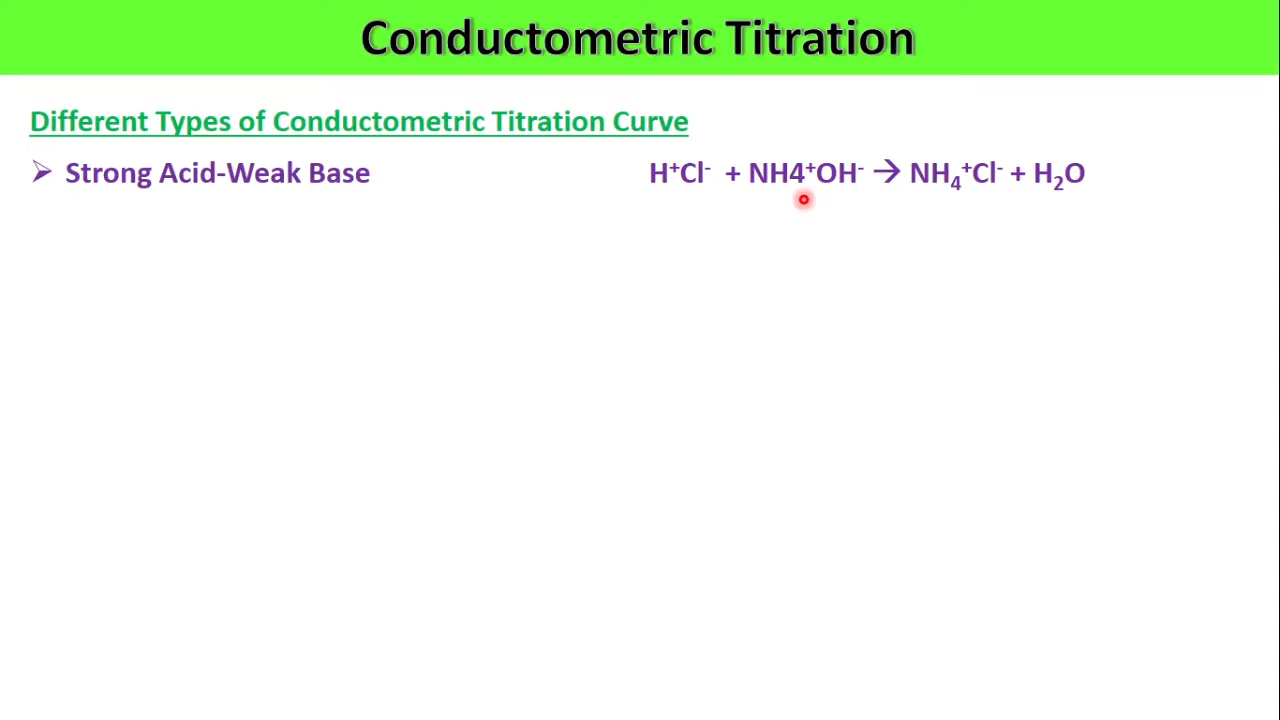 Conductometric Titration
Different Types of Conductometric Titration Curve
➢ Strong Acid-Weak Base H⁺Cl⁻ + NH4⁺OH⁻ → NH₄⁺Cl⁻ + H₂O